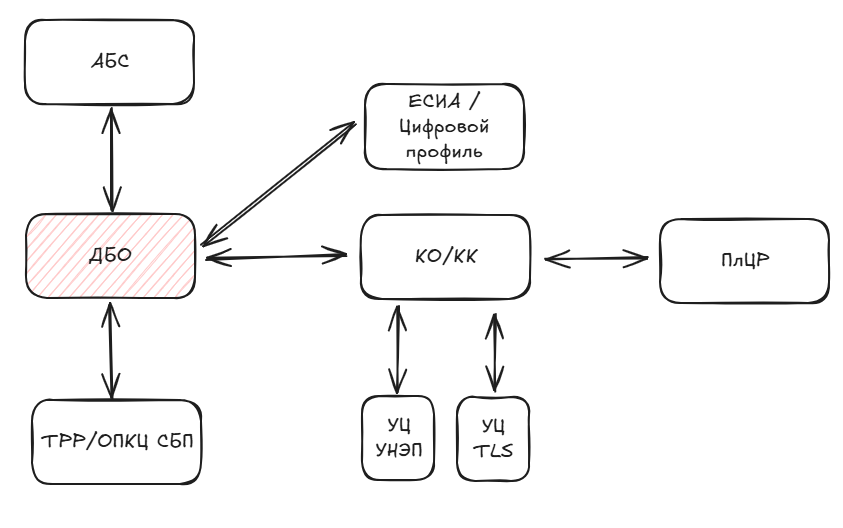 АБС
ЕСИА /
Цифровой
профиль
ДБО
КО/КК
ПлЦР
ТРР/ОПКЦ СБП
УЦ
УНЭП
УЦ
TLS